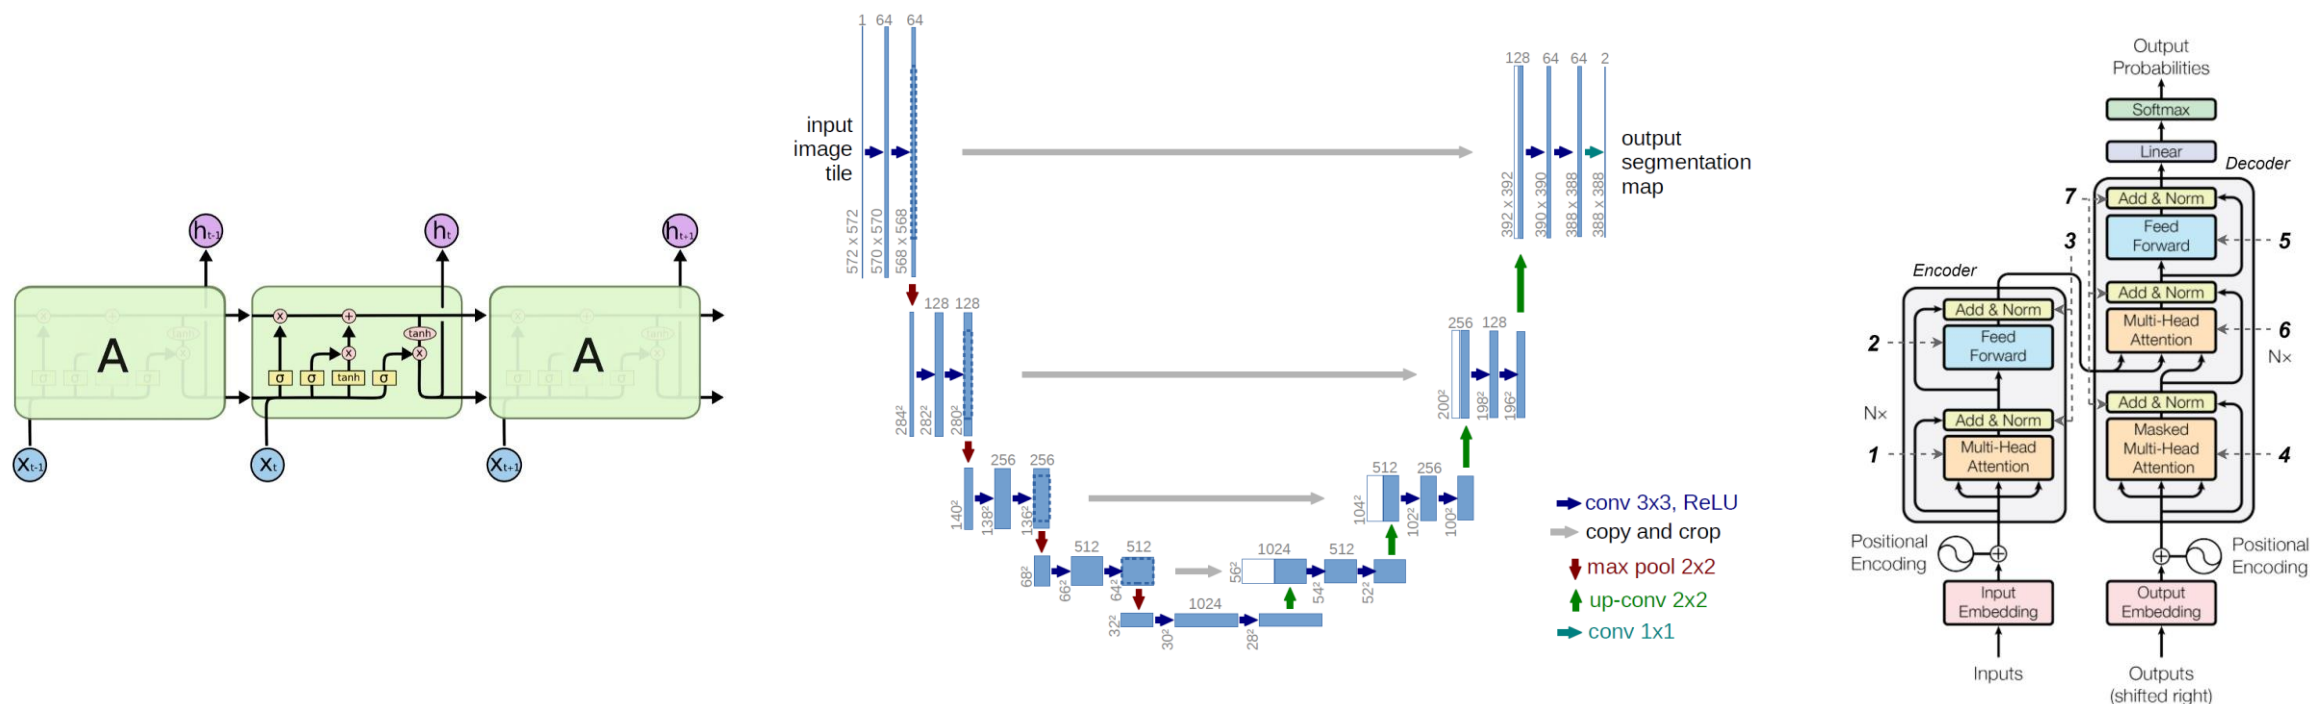 h t-1
h t
h t+1
A
x
+
tanh
x
x
σ
σ
tanh
σ
A
X t-1
X t
X t+1
1 64 64
input
image
tile
572 x 572
570 x 570
568 x 568
128 64 64 2
output
segmentation
map
392 x 392
390 x 390
388 x 388
388 x 388
128 128
284²
282²
280²
256 128
200²
198²
196²
256 256
140²
138²
136²
512 256
104²
102²
100²
512 512
68²
66²
64²
1024 512
56²
54²
52²
1024
32²
30²
28²
conv 3x3, ReLU
copy and crop
max pool 2x2
up-conv 2x2
conv 1x1
Output
Probabilities
Softmax
Linear
Decoder
7
Add & Norm
Feed
Forward
5
3
Encoder
Add & Norm
Multi-Head
Attention
6
Nx
Add & Norm
Masked
Multi-Head
Attention
4
Add & Norm
2
Feed
Forward
Nx
Add & Norm
1
Multi-Head
Attention
Positional
Encoding
Positional
Encoding
Input
Embedding
Output
Embedding
Inputs
Outputs
(shifted right)